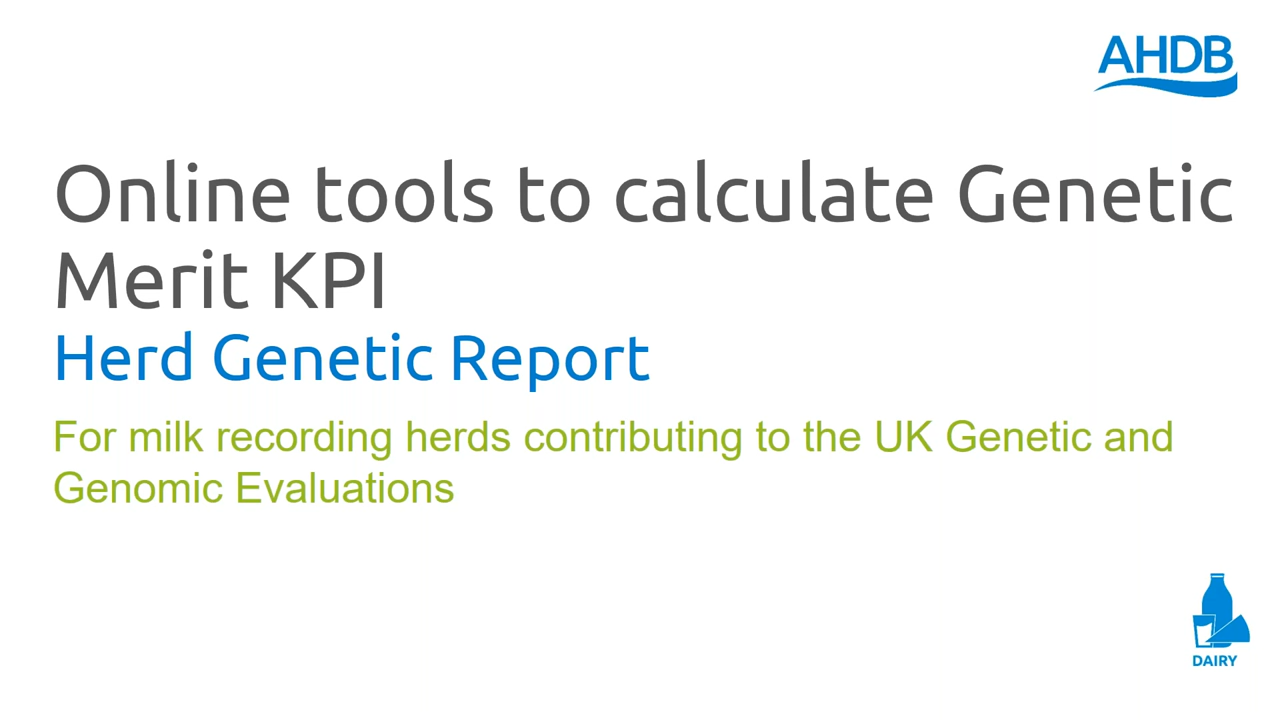 AHDB
Online tools to calculate Genetic
Merit KPI
Herd Genetic Report
For milk recording herds contributing to the UK Genetic and
Genomic Evaluations
DAIRY